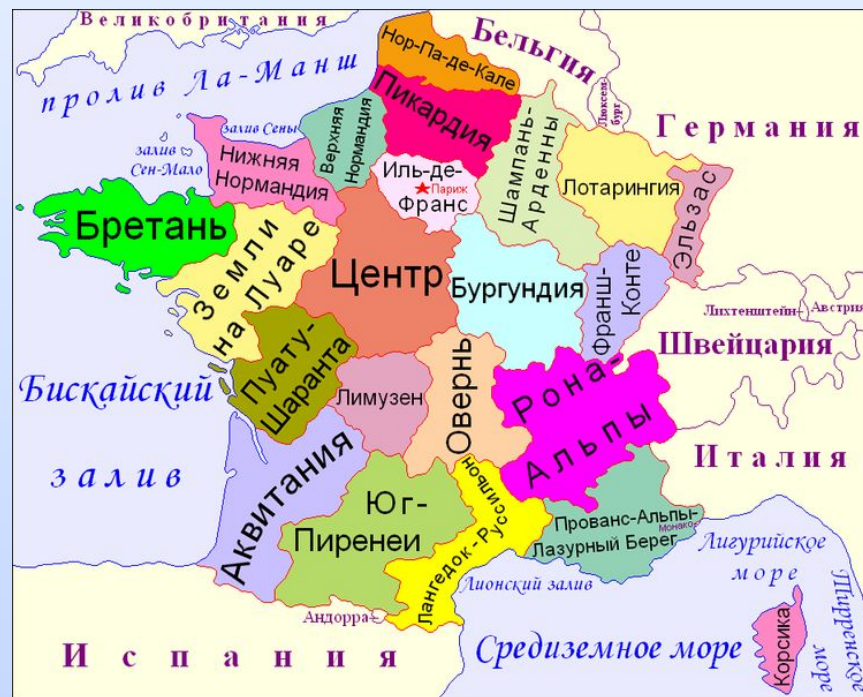 Великобритания
пролив Ла-Манш
Нор-Па-де-Кале
Бельгия
Люксем-
бург
Германия
Пикардия
залив Сены
залив
Сен-Мало
Верхняя
Нормандия
Нижняя
Нормандия
Иль-де-
Париж
Франс
Шампань-
Арденны
Лотарингия
Эльзас
Бретань
Земли
на Луаре
Центр
Бургундия
Франш-
Конте
Лихтенштейн
Австрия
Швейцария
Бискайский
залив
Пуату-
Шаранта
Лимузен
Овернь
Рона-
Альпы
Италия
Аквитания
Юг-
Пиренеи
Лангедок-Руссильон
Прованс-Альпы-
Монако
Лазурный Берег
Лигурийское
море
Лионский залив
Андорра
Испания
Средиземное море
Корсика
Тирренское
море